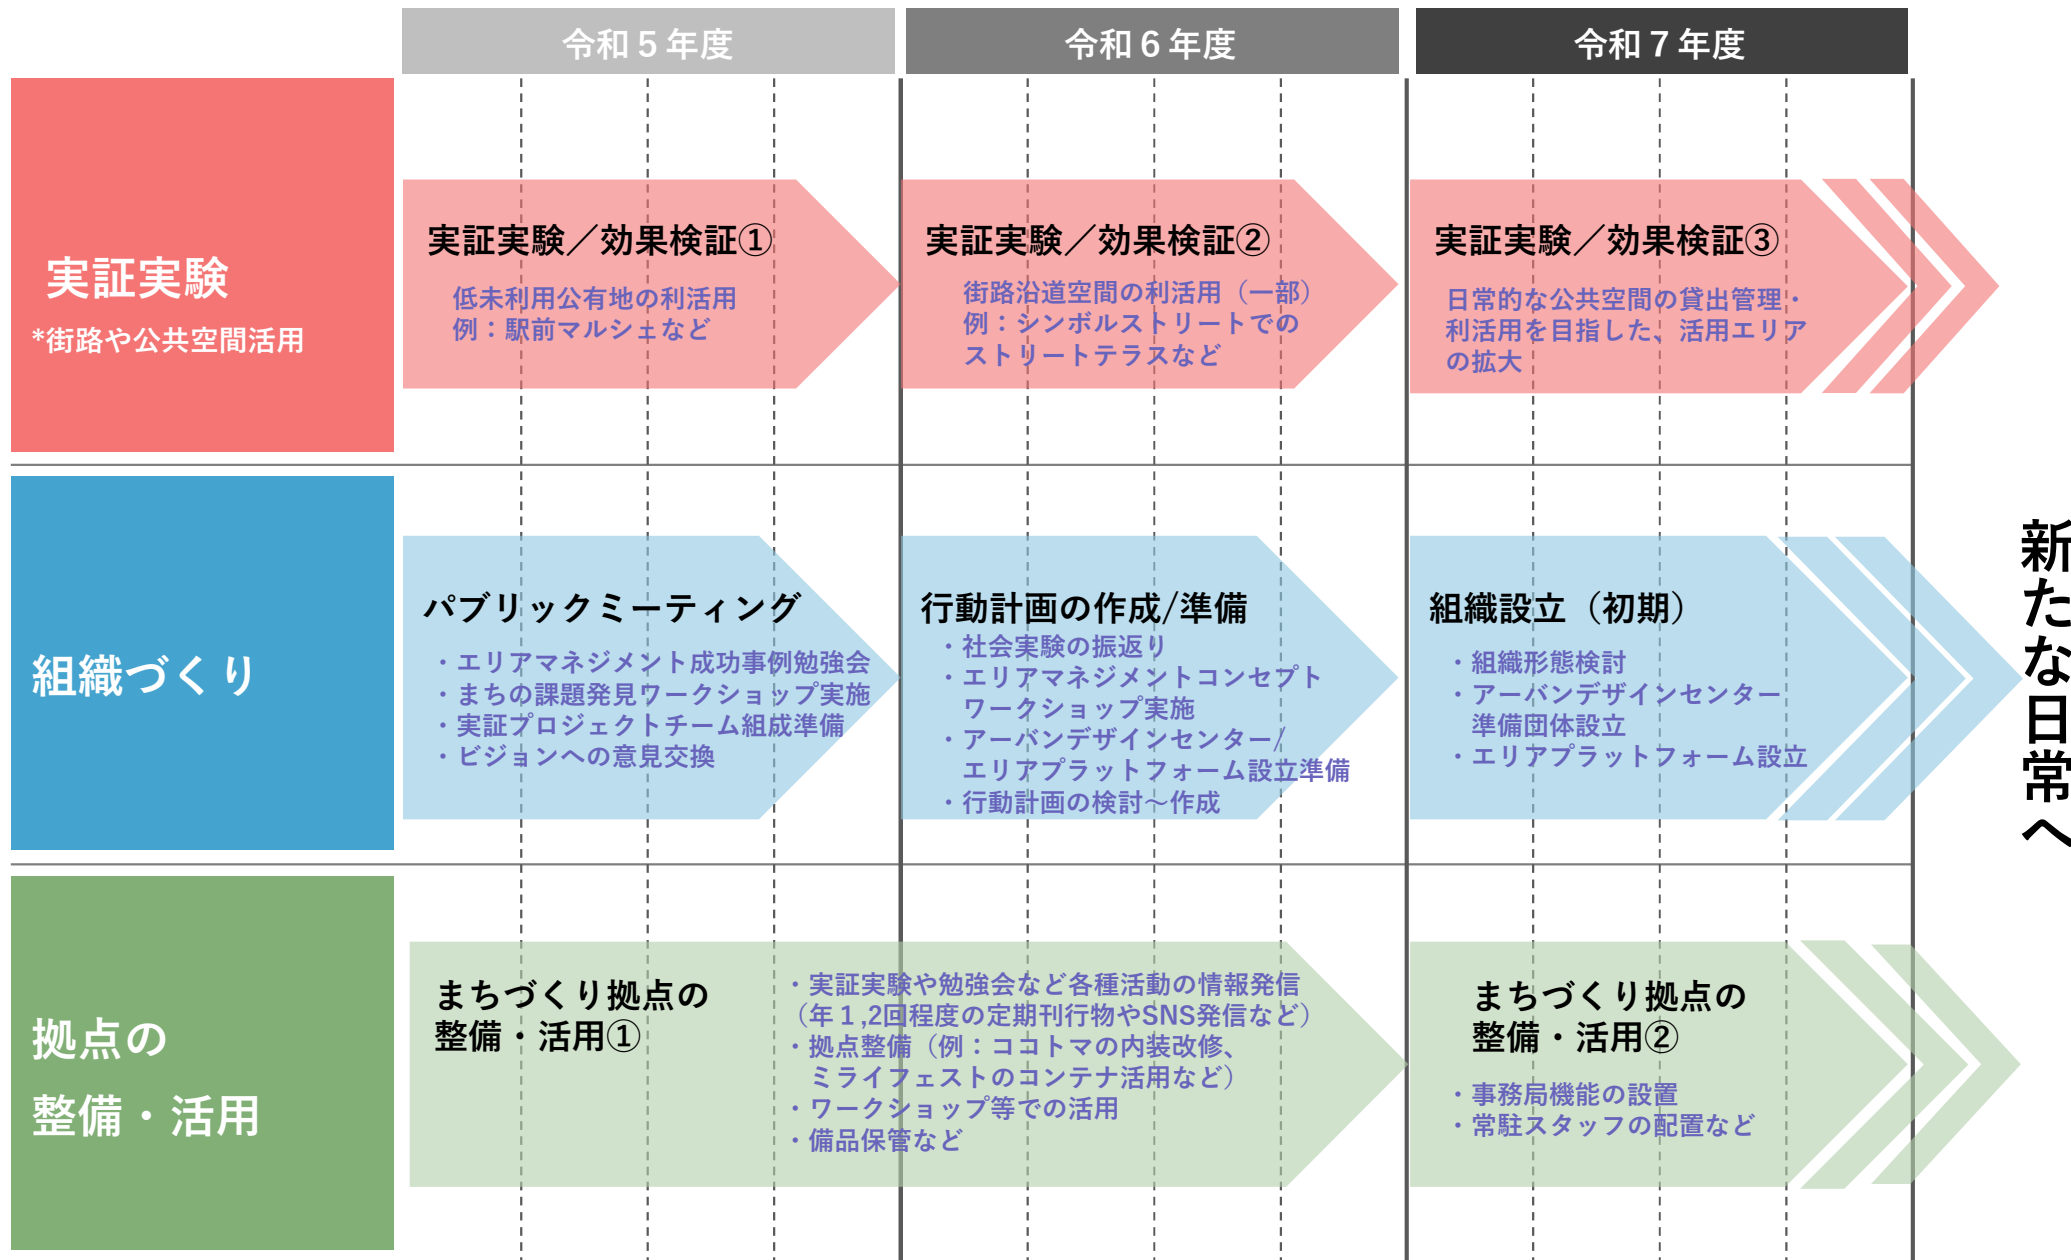 令和５年度
令和６年度
令和７年度
実証実験
*街路や公共空間活用
実証実験／効果検証①
低未利用公有地の利活用
例：駅前マルシェなど
実証実験／効果検証②
街路沿道空間の利活用（一部）
例：シンボルストリートでの
ストリートテラスなど
実証実験／効果検証③
日常的な公共空間の貸出管理・
利活用を目指した、活用エリア
の拡大
組織づくり
パブリックミーティング
・エリアマネジメント成功事例勉強会
・まちの課題発見ワークショップ実施
・実証プロジェクトチーム組成準備
・ビジョンへの意見交換
行動計画の作成/準備
・社会実験の振返り
・エリアマネジメントコンセプト
ワークショップ実施
・アーバンデザインセンター/
エリアプラットフォーム設立準備
・行動計画の検討～作成
組織設立（初期）
・組織形態検討
・アーバンデザインセンター
準備団体設立
・エリアプラットフォーム設立
拠点の
整備・活用
まちづくり拠点の
整備・活用①
・実証実験や勉強会など各種活動の情報発信
（年１,2回程度の定期刊行物やSNS発信など）
・拠点整備（例：ココトマの内装改修、
ミライフェストのコンテナ活用など）
・ワークショップ等での活用
・備品保管など
まちづくり拠点の
整備・活用②
・事務局機能の設置
・常駐スタッフの配置など
新たな日常へ